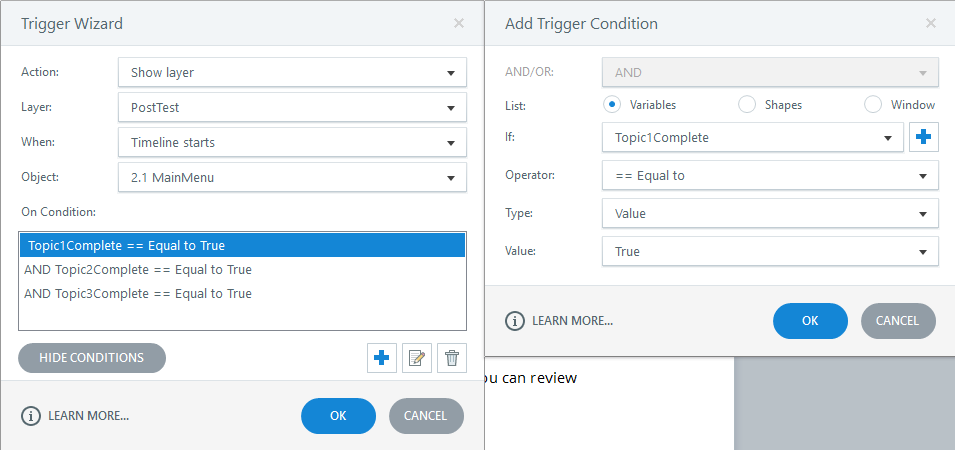 Trigger Wizard
Action: Show layer
Layer: PostTest
When: Timeline starts
Object: 2.1 MainMenu
On Condition:
Topic1Complete == Equal to True
AND Topic2Complete == Equal to True
AND Topic3Complete == Equal to True
HIDE CONDITIONS
LEARN MORE...
OK
CANCEL
Add Trigger Condition
AND/OR: AND
List: Variables Shapes Window
If: Topic1Complete
Operator: == Equal to
Type: Value
Value: True
LEARN MORE...
OK
CANCEL
ou can review